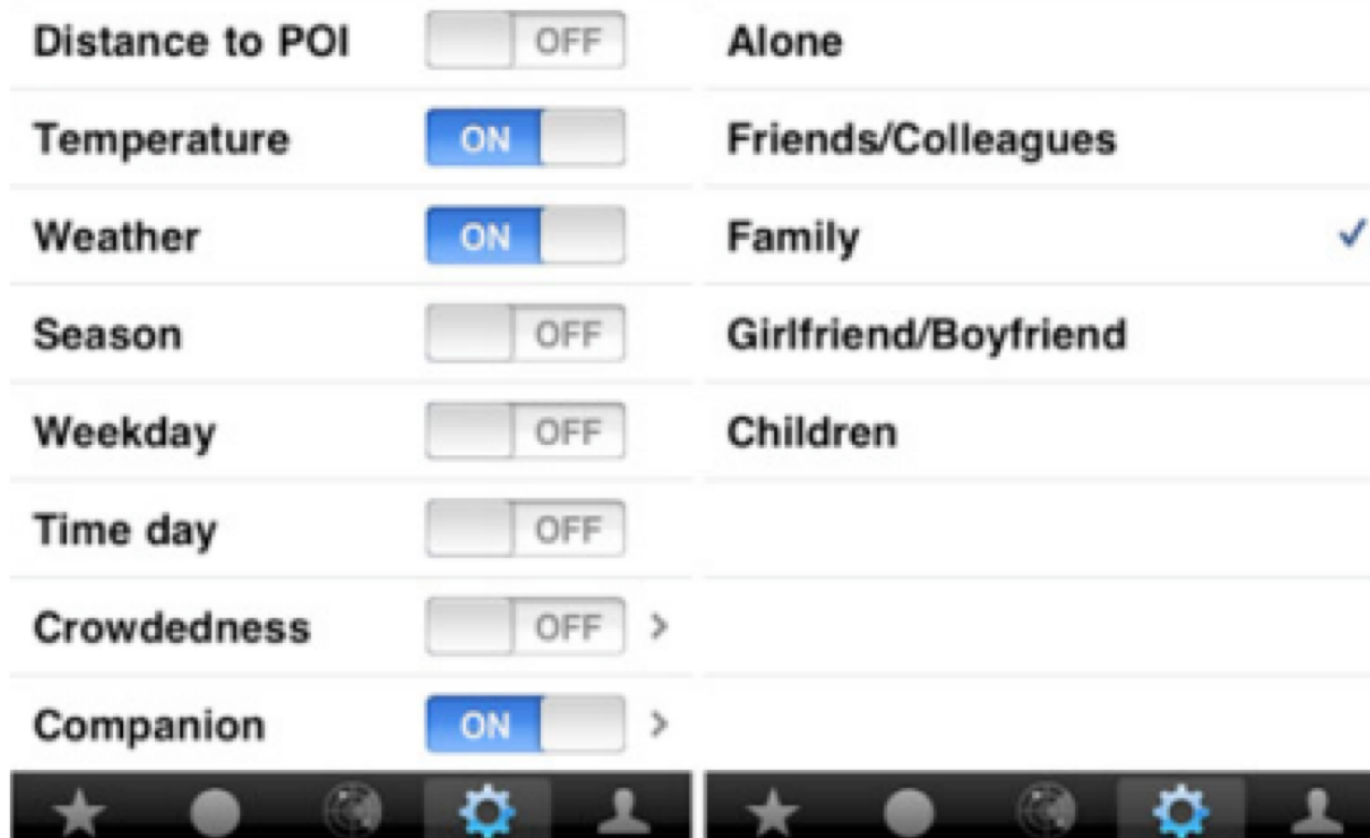 Distance to POI OFF
Temperature ON
Weather ON
Season OFF
Weekday OFF
Time day OFF
Crowdedness OFF
Companion ON
Alone
Friends/Colleagues
Family
Girlfriend/Boyfriend
Children